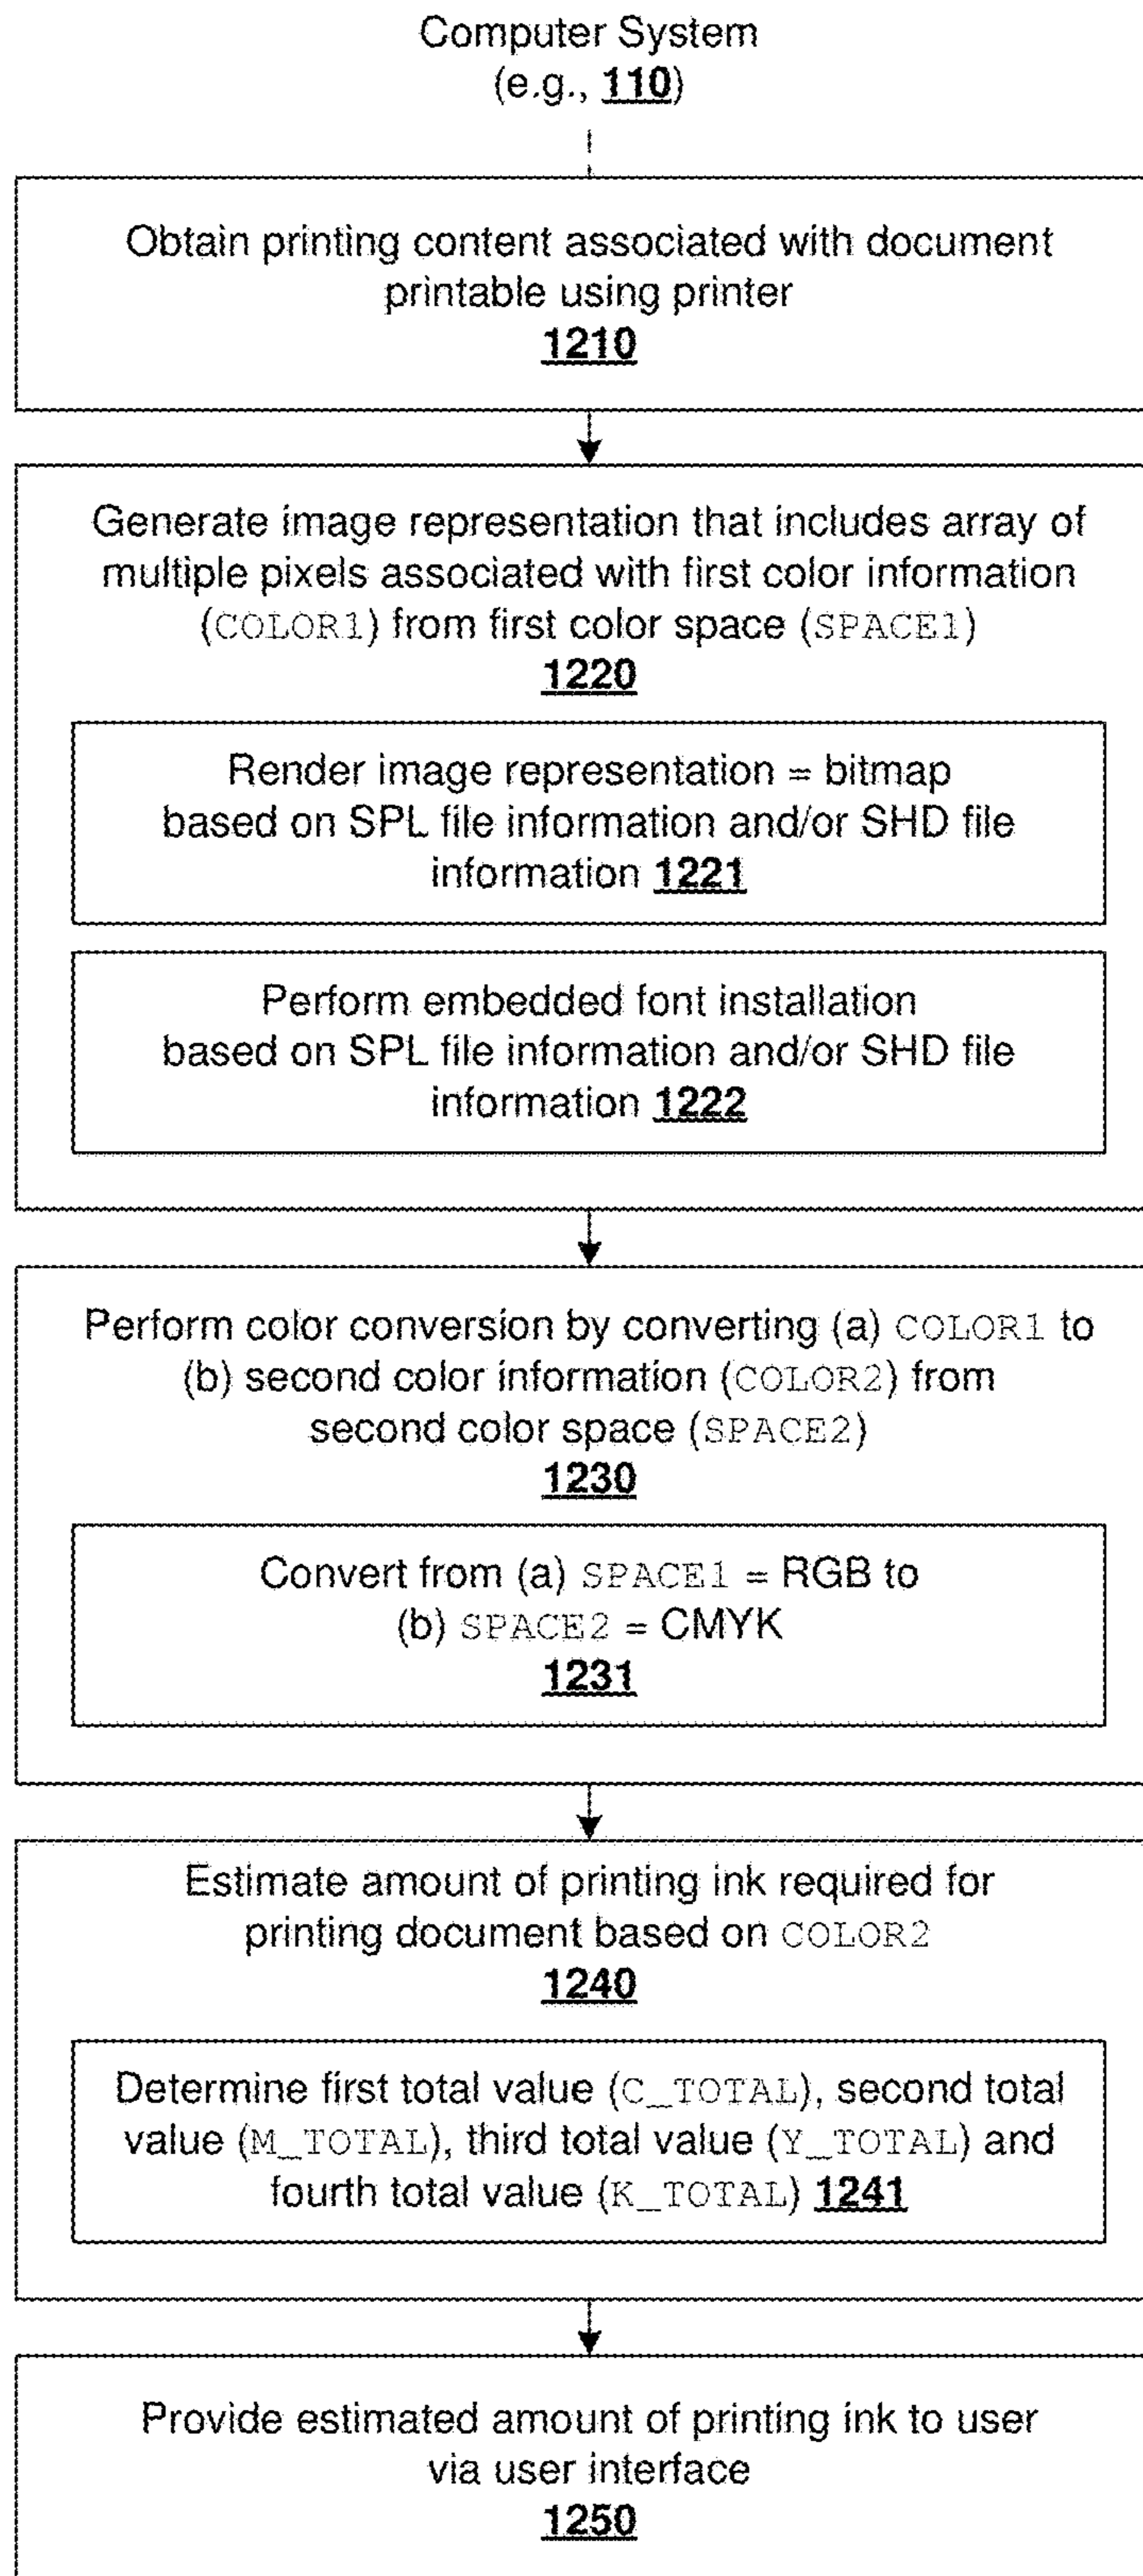 Computer System
(e.g., 110)
Obtain printing content associated with document
printable using printer
1210
Generate image representation that includes array of
multiple pixels associated with first color information
(COLOR1) from first color space (SPACE1)
1220
Render image representation = bitmap
based on SPL file information and/or SHD file
information 1221
Perform embedded font installation
based on SPL file information and/or SHD file
information 1222
Perform color conversion by converting (a) COLOR1 to
(b) second color information (COLOR2) from
second color space (SPACE2)
1230
Convert from (a) SPACE1 = RGB to
(b) SPACE2 = CMYK
1231
Estimate amount of printing ink required for
printing document based on COLOR2
1240
Determine first total value (C_TOTAL), second total
value (M_TOTAL), third total value (Y_TOTAL) and
fourth total value (K_TOTAL) 1241
Provide estimated amount of printing ink to user
via user interface
1250